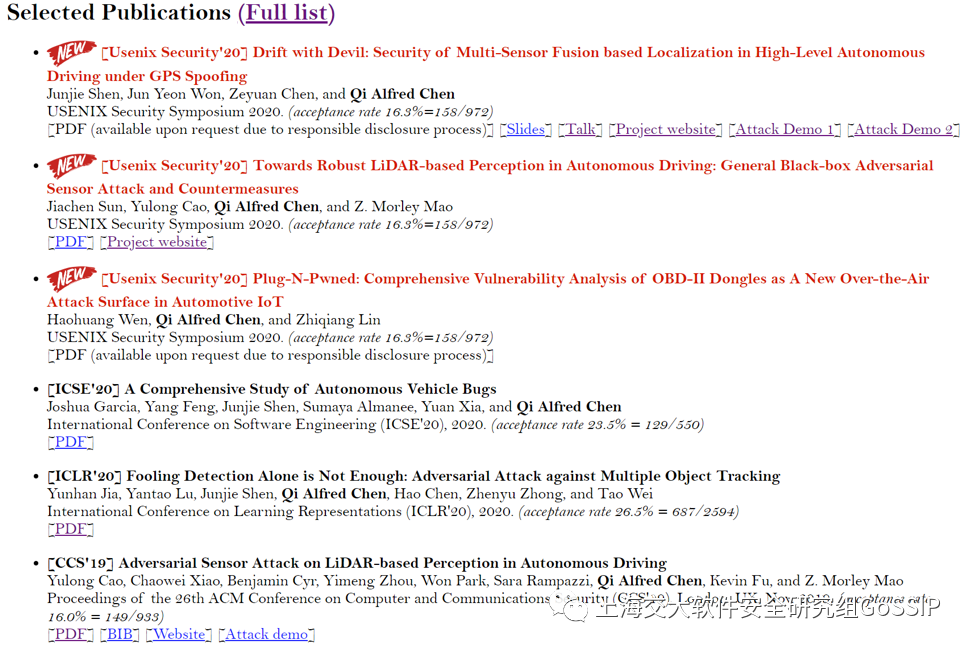 Selected Publications (Full list)
NEW [Usenix Security'20] Drift with Devil: Security of Multi-Sensor Fusion based Localization in High-Level Autonomous
Driving under GPS Spoofing
Junjie Shen, Jun Yeon Won, Zeyuan Chen, and Qi Alfred Chen
USENIX Security Symposium 2020. (acceptance rate 16.3%=158/972)
[PDF (available upon request due to responsible disclosure process)] [Slides] [Talk] [Project website] [Attack Demo 1] [Attack Demo 2]
NEW [Usenix Security'20] Towards Robust LiDAR-based Perception in Autonomous Driving: General Black-box Adversarial
Sensor Attack and Countermeasures
Jiachen Sun, Yulong Cao, Qi Alfred Chen, and Z. Morley Mao
USENIX Security Symposium 2020. (acceptance rate 16.3%=158/972)
[PDF] [Project website]
NEW [Usenix Security'20] Plug-N-Pwned: Comprehensive Vulnerability Analysis of OBD-II Dongles as A New Over-the-Air
Attack Surface in Automotive IoT
Haohuang Wen, Qi Alfred Chen, and Zhiqiang Lin
USENIX Security Symposium 2020. (acceptance rate 16.3%=158/972)
[PDF (available upon request due to responsible disclosure process)]
[ICSE'20] A Comprehensive Study of Autonomous Vehicle Bugs
Joshua Garcia, Yang Feng, Junjie Shen, Sumaya Almanee, Yuan Xia, and Qi Alfred Chen
International Conference on Software Engineering (ICSE'20), 2020. (acceptance rate 23.5% = 129/550)
[PDF]
[ICLR'20] Fooling Detection Alone is Not Enough: Adversarial Attack against Multiple Object Tracking
Yunhan Jia, Yantao Lu, Junjie Shen, Qi Alfred Chen, Hao Chen, Zhenyu Zhong, and Tao Wei
International Conference on Learning Representations (ICLR'20), 2020. (acceptance rate 26.5% = 687/2594)
[PDF]
[CCS'19] Adversarial Sensor Attack on LiDAR-based Perception in Autonomous Driving
Yulong Cao, Chaowei Xiao, Benjamin Cyr, Yimeng Zhou, Won Park, Sara Rampazzi, Qi Alfred Chen, Kevin Fu, and Z. Morley Mao
Proceedings of the 26th ACM Conference on Computer and Communications Security (CCS'19), London, UK, Nov. 2019. (acceptance rate
上海交大软件安全研究组GoSSIP
16.0% = 149/933)
[PDF] [BIB] [Website] [Attack demo]